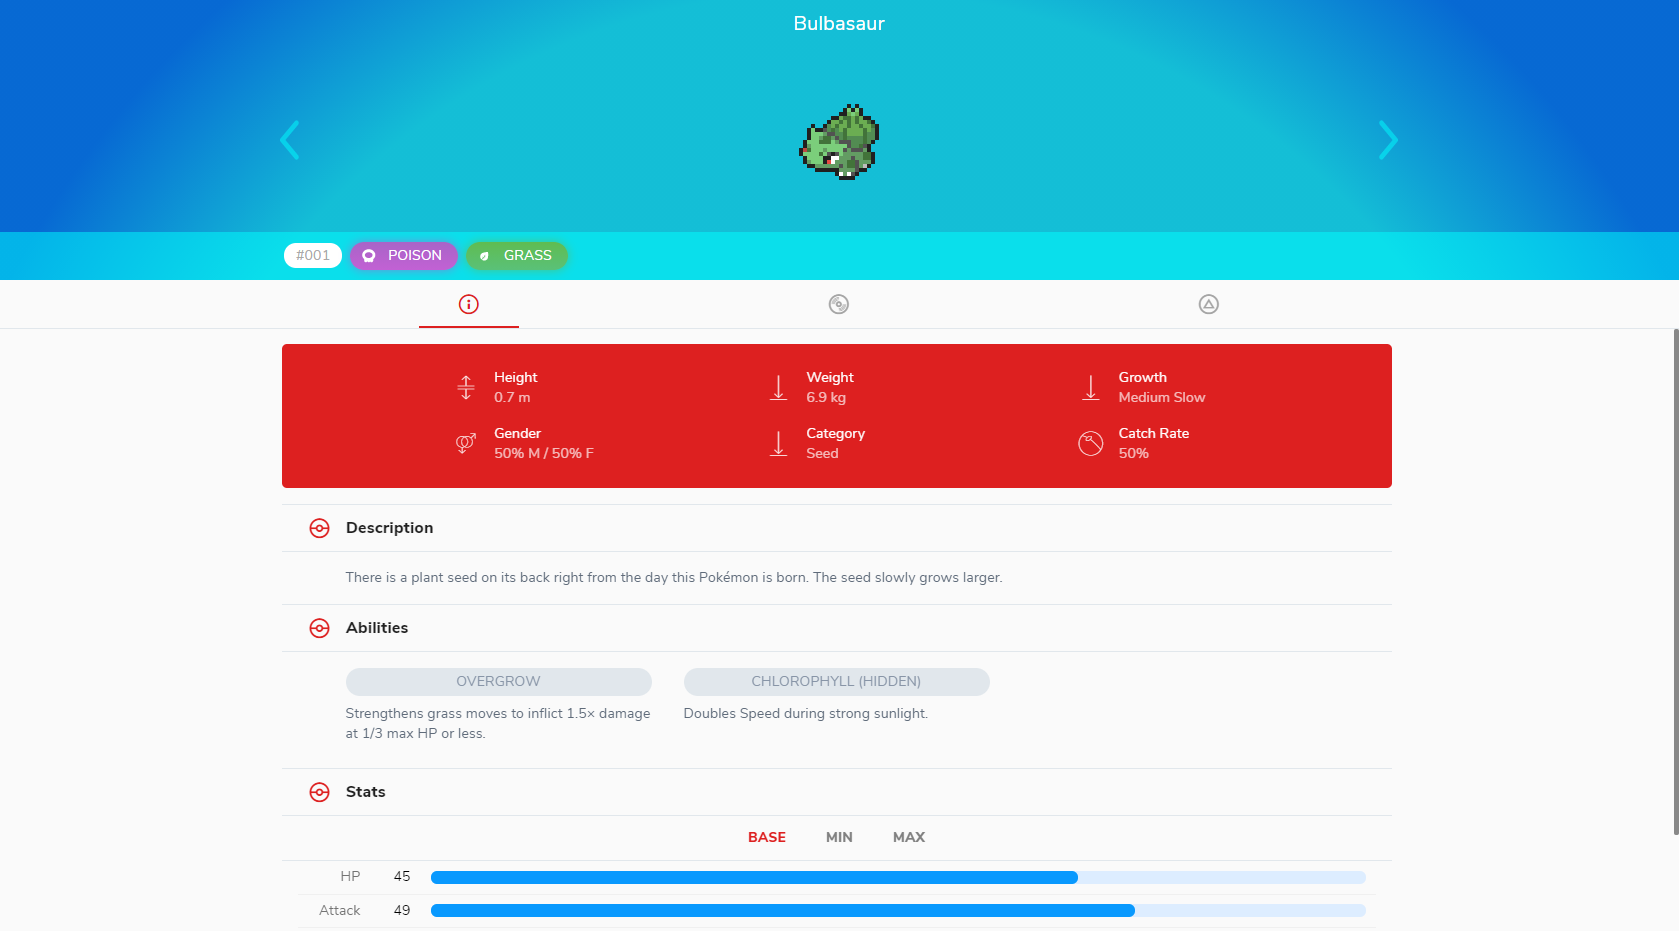 Bulbasaur
#001 POISON GRASS
Height Weight Growth
0.7 m 6.9 kg Medium Slow
Gender Category Catch Rate
50% M / 50% F Seed 50%
Description
There is a plant seed on its back right from the day this Pokémon is born. The seed slowly grows larger.
Abilities
OVERGROW CHLOROPHYLL (HIDDEN)
Strengthens grass moves to inflict 1.5× damage Doubles Speed during strong sunlight.
at 1/3 max HP or less.
Stats
BASE MIN MAX
HP 45
Attack 49